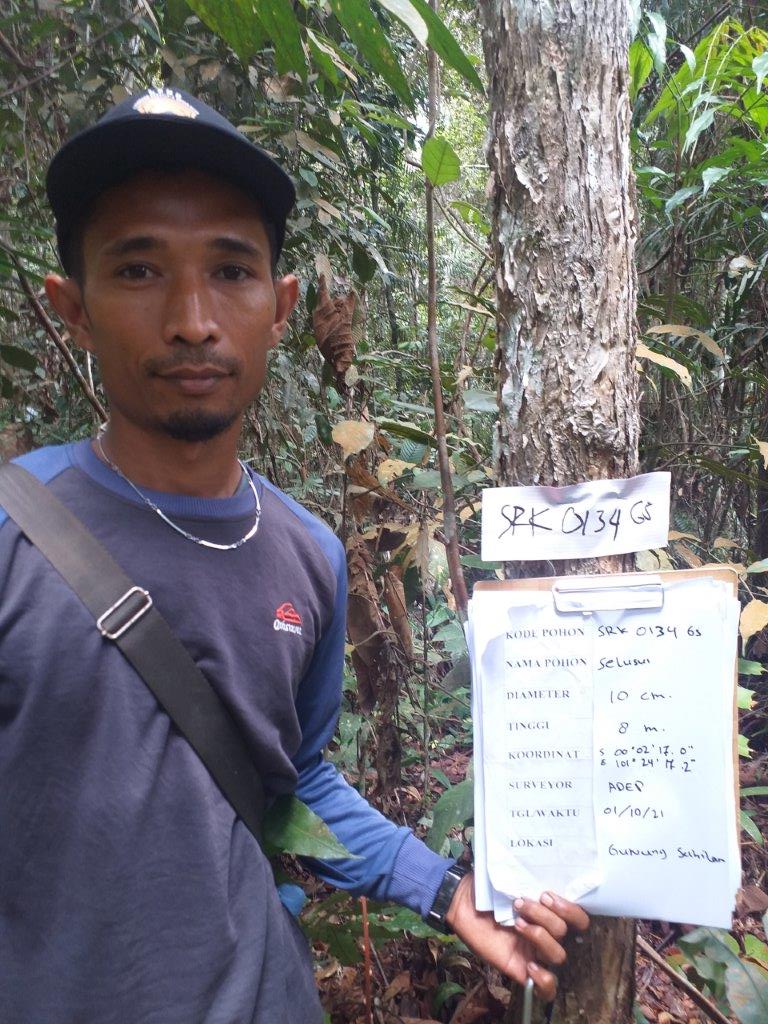 SRK 0134 GS
KODE POHON SRK 0134 GS
NAMA POHON Selusui
DIAMETER 10 cm.
TINGGI 8 m.
KOORDINAT S 00°02'17.0"
E 101°24'17.2"
SURVEYOR ADEP
TGL/WAKTU 01/10/21
LOKASI Gunung Sahilan